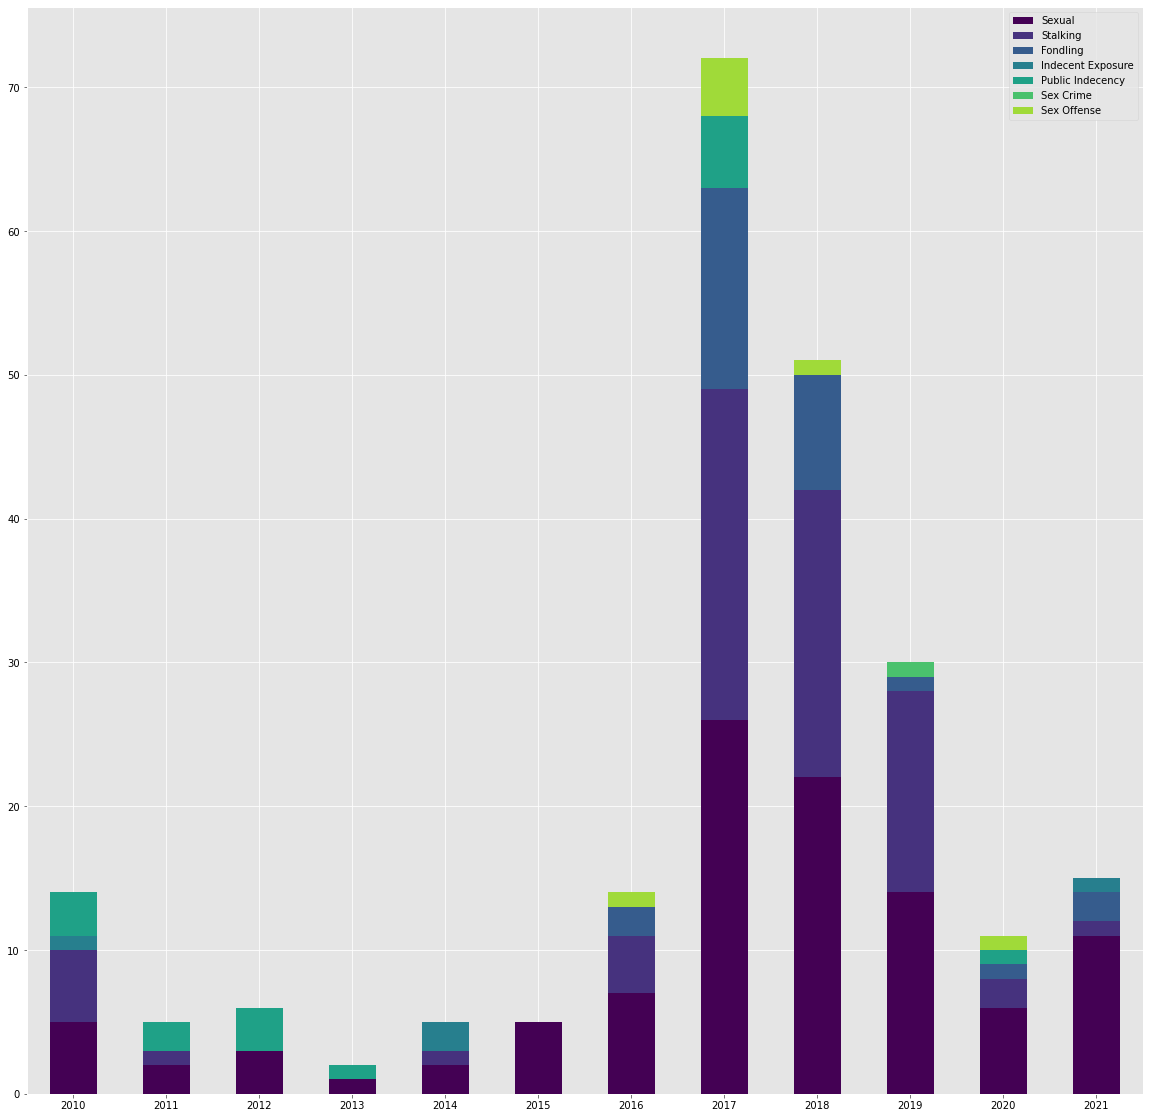 Sexual
Stalking
Fondling
Indecent Exposure
Public Indecency
Sex Crime
Sex Offense
70
60
50
40
30
20
10
0
2010 2011 2012 2013 2014 2015 2016 2017 2018 2019 2020 2021